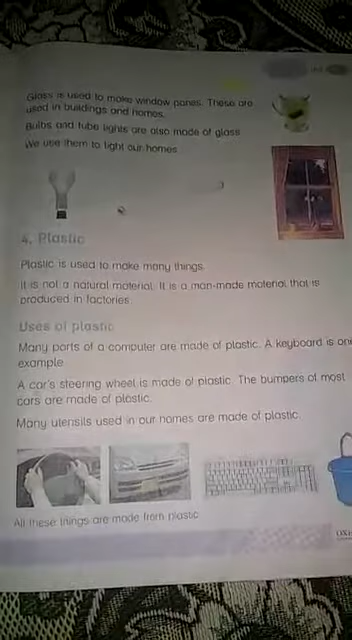 Glass is used to make window panes. These are
used in buildings and homes.
Bulbs and tube lights are also made of glass.
We use them to light our homes.
4. Plastic
Plastic is used to make many things.
It is not a natural material. It is a man-made material that is
produced in factories.
Uses of plastic
Many parts of a computer are made of plastic. A keyboard is one
example.
A car's steering wheel is made of plastic. The bumpers of most
cars are made of plastic.
Many utensils used in our homes are made of plastic.
All these things are made from plastic.